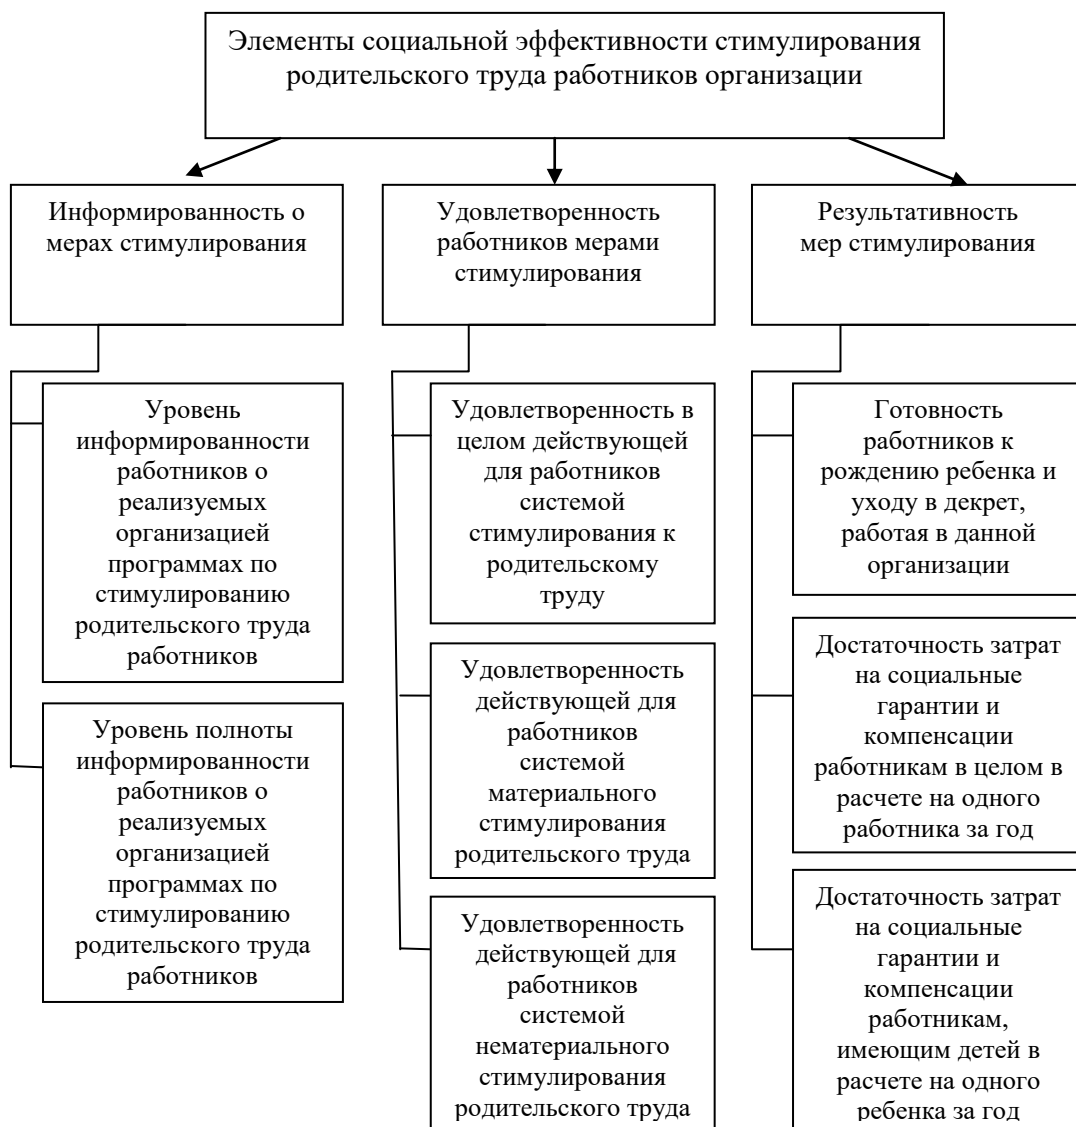 Элементы социальной эффективности стимулирования
родительского труда работников организации
Информированность о
мерах стимулирования
Удовлетворенность
работников мерами
стимулирования
Результативность
мер стимулирования
Уровень
информированности
работников о
реализуемых
организацией
программах по
стимулированию
родительского труда
работников
Уровень полноты
информированности
работников о
реализуемых
организацией
программах по
стимулированию
родительского труда
работников
Удовлетворенность в
целом действующей
для работников
системой
стимулирования к
родительскому
труду
Удовлетворенность
действующей для
работников
системой
материального
стимулирования
родительского труда
Удовлетворенность
действующей для
работников
системой
нематериального
стимулирования
родительского труда
Готовность
работников к
рождению ребенка и
уходу в декрет,
работая в данной
организации
Достаточность затрат
на социальные
гарантии и
компенсации
работникам в целом в
расчете на одного
работника за год
Достаточность затрат
на социальные
гарантии и
компенсации
работникам,
имеющим детей в
расчете на одного
ребенка за год